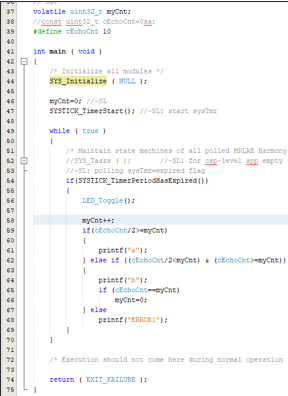 37 volatile uint32_t myCnt;
38 //const uint32_t cEchoCnt=0xa;
39 #define cEchoCnt 10
40
41 int main ( void )
42 {
43 /* Initialize all modules */
44 SYS_Initialize ( NULL );
45
46 myCnt=0; //-SL
47 SYSTICK_TimerStart(); //-SL: start sysTmr
48
49 while ( true )
50 {
51 /* Maintain state machines of all polled MPLAB Harmony
52 //SYS_Tasks ( ); //-SL: for csp-level app empty
53 //-SL: polling sysTmr=expired flag
54 if(SYSTICK_TimerPeriodHasExpired())
55 {
56 LED_Toggle();
57
58 myCnt++;
59 if(cEchoCnt/2>=myCnt)
60 {
61 printf("a");
62 } else if ((cEchoCnt/2<myCnt) & (cEchoCnt>=myCnt))
63 {
64 printf("b");
65 if (cEchoCnt==myCnt)
66 myCnt=0;
67 } else
68 printf("ERROR1");
69 }
70 }
71
72 /* Execution should not come here during normal operation
73
74 return ( EXIT_FAILURE );
75 }